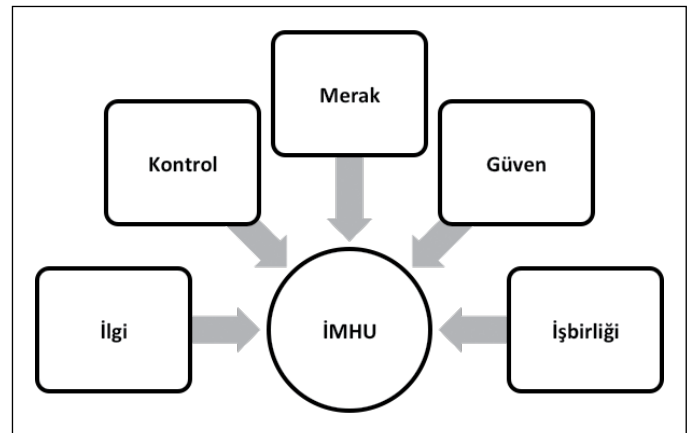 Merak
Kontrol
Güven
İlgi
İMHU
İşbirliği